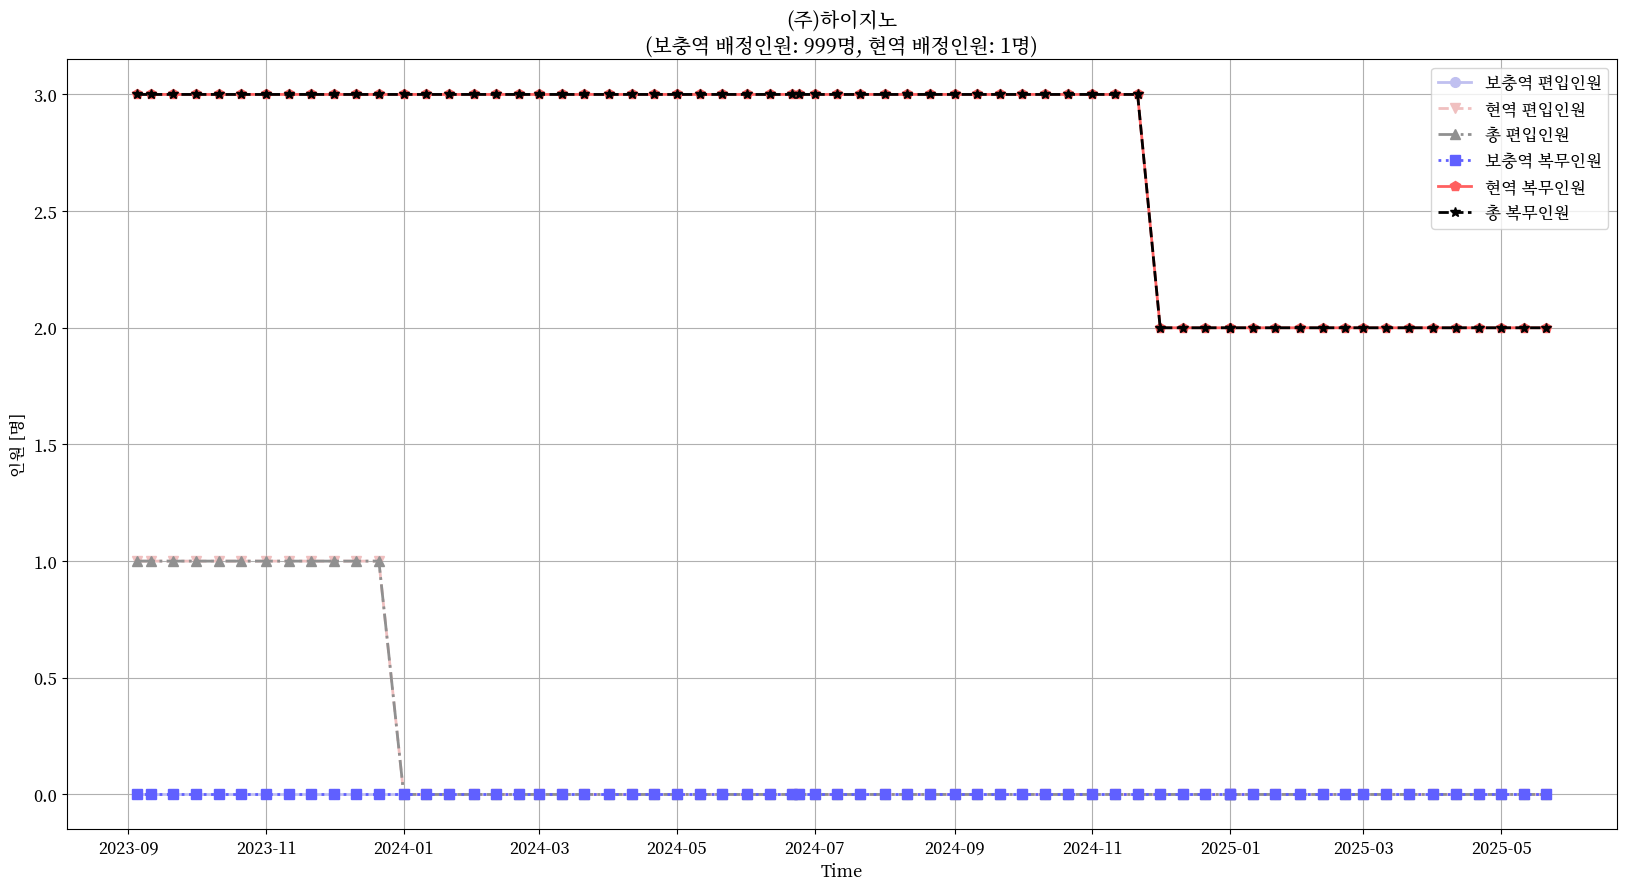 (주)하이지노
(보충역 배정인원: 999명, 현역 배정인원: 1명)
보충역 편입인원
현역 편입인원
총 편입인원
보충역 복무인원
현역 복무인원
총 복무인원
인원 [명]
3.0
2.5
2.0
1.5
1.0
0.5
0.0
2023-09
2023-11
2024-01
2024-03
2024-05
2024-07
2024-09
2024-11
2025-01
2025-03
2025-05
Time